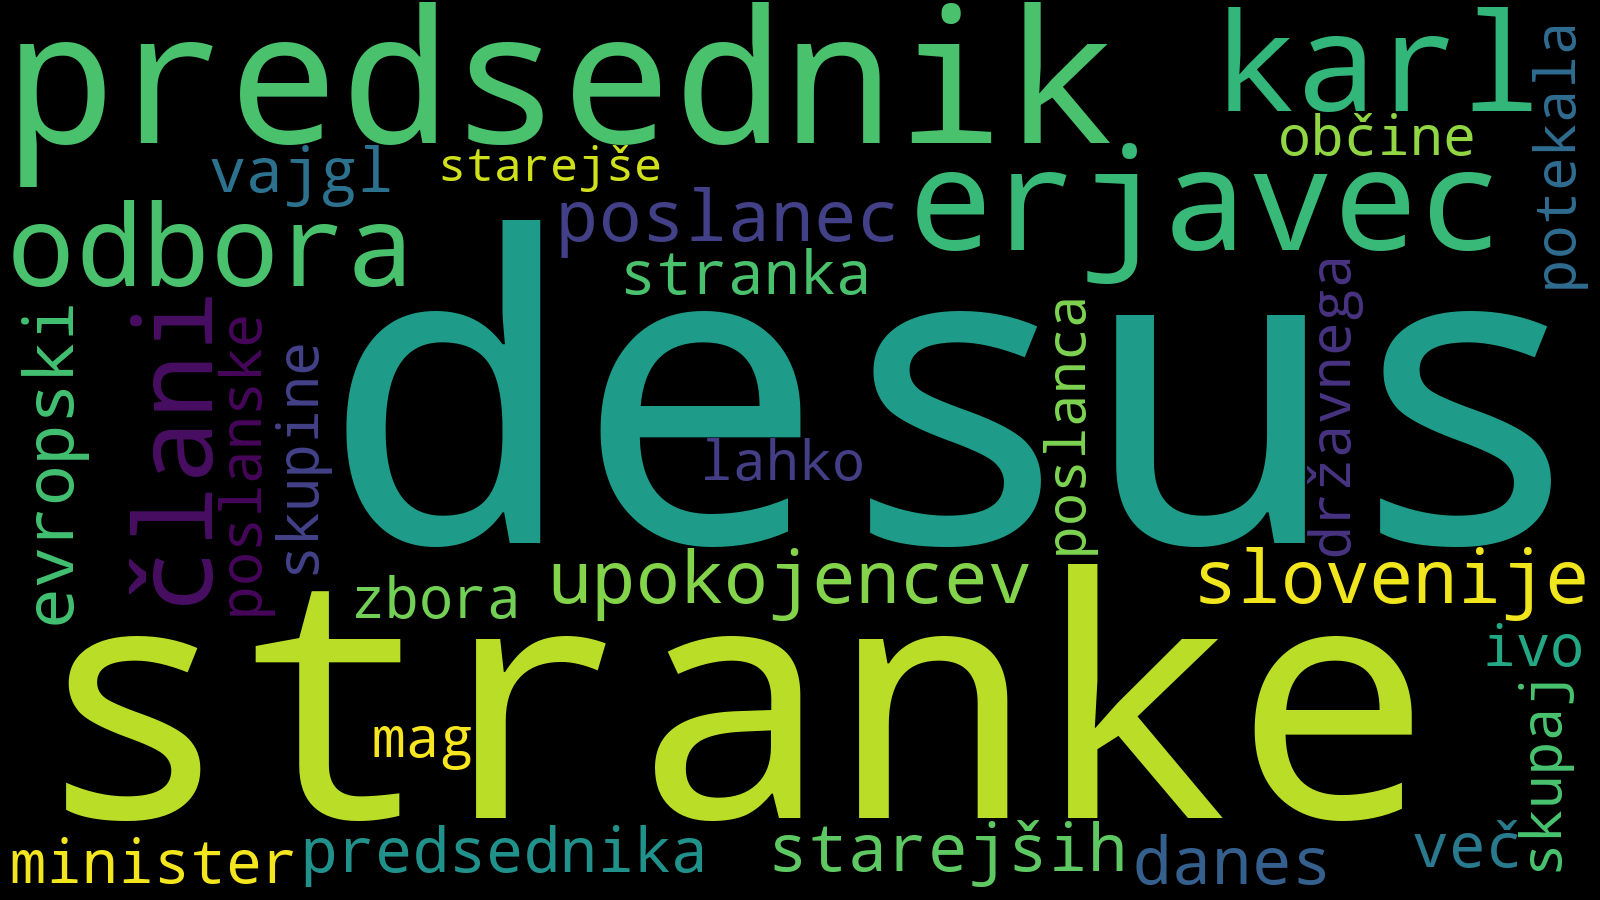 predsednik
karl
potekala
občine
vajgl
starejše
poslanec
erjavec
odbora
stranka
desus
evropski
člani
poslanske
skupine
lahko
poslanca
državnega
zbora
upokojencev
slovenije
stranke
ivo
mag
skupaj
minister
predsednika
starejših
danes
več